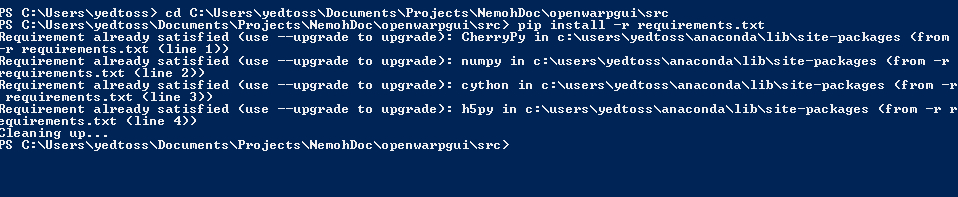 PS C:\Users\yedtoss> cd C:\Users\yedtoss\Documents\Projects\NemohDoc\openwarpgui\src
PS C:\Users\yedtoss\Documents\Projects\NemohDoc\openwarpgui\src> pip install -r requirements.txt
Requirement already satisfied (use --upgrade to upgrade): CherryPy in c:\users\yedtoss\anaconda\lib\site-packages (from
-r requirements.txt (line 1))
Requirement already satisfied (use --upgrade to upgrade): numpy in c:\users\yedtoss\anaconda\lib\site-packages (from -r
requirements.txt (line 2))
Requirement already satisfied (use --upgrade to upgrade): cython in c:\users\yedtoss\anaconda\lib\site-packages (from -r
 requirements.txt (line 3))
Requirement already satisfied (use --upgrade to upgrade): h5py in c:\users\yedtoss\anaconda\lib\site-packages (from -r r
equirements.txt (line 4))
Cleaning up...
PS C:\Users\yedtoss\Documents\Projects\NemohDoc\openwarpgui\src>